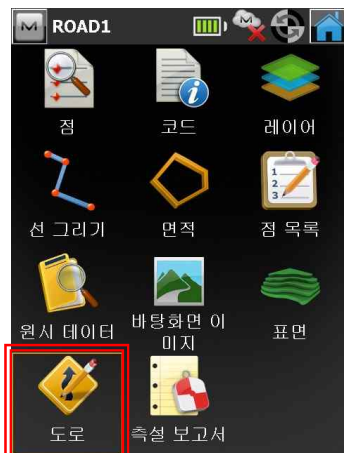 ROAD1
점 코드 레이어
선 그리기 면적 점 목록
원시 데이터 바탕화면 이 표면
미지
도로 측설 보고서